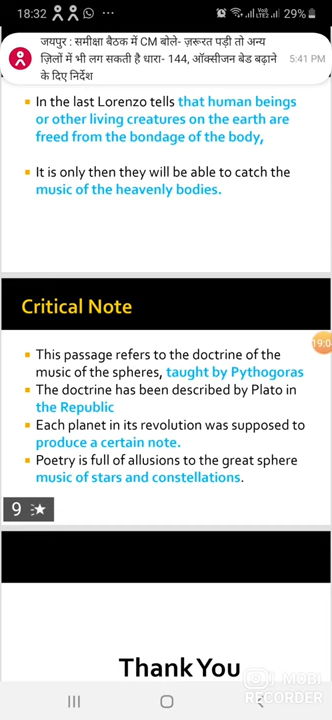 18:32 29%
जयपुर : समीक्षा बैठक में CM बोले- ज़रूरत पड़ी तो अन्य
ज़िलों में भी लग सकती है धारा- 144, ऑक्सीजन बेड बढ़ाने
के दिए निर्देश
5:41 PM
In the last Lorenzo tells that human beings
or other living creatures on the earth are
freed from the bondage of the body,
It is only then they will be able to catch the
music of the heavenly bodies.
Critical Note
19:04
This passage refers to the doctrine of the
music of the spheres, taught by Pythogoras
The doctrine has been described by Plato in
the Republic
Each planet in its revolution was supposed to
produce a certain note.
Poetry is full of allusions to the great sphere
music of stars and constellations.
9
Thank You
MOBI
RECORDER